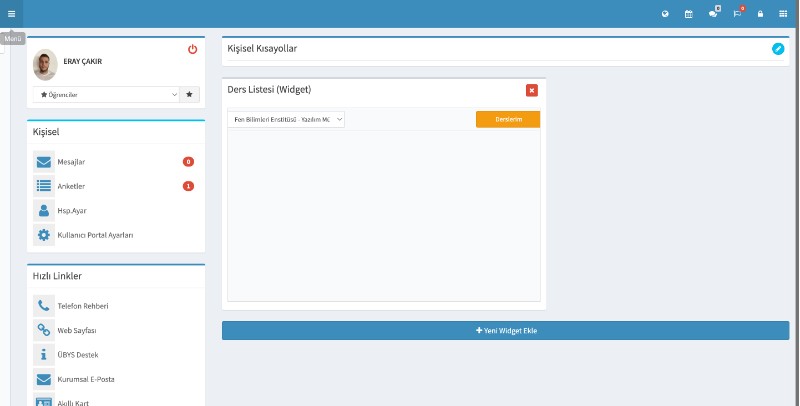 0
0
Menü
ERAY ÇAKIR
Öğrenciler
Kişisel
Mesajlar
0
Anketler
1
Hsp.Ayar
Kullanıcı Portal Ayarları
Hızlı Linkler
Telefon Rehberi
Web Sayfası
ÜBYS Destek
Kurumsal E-Posta
Akıllı Kart
Kişisel Kısayollar
Ders Listesi (Widget)
Fen Bilimleri Enstitüsü - Yazılım Mü
Derslerim
Yeni Widget Ekle